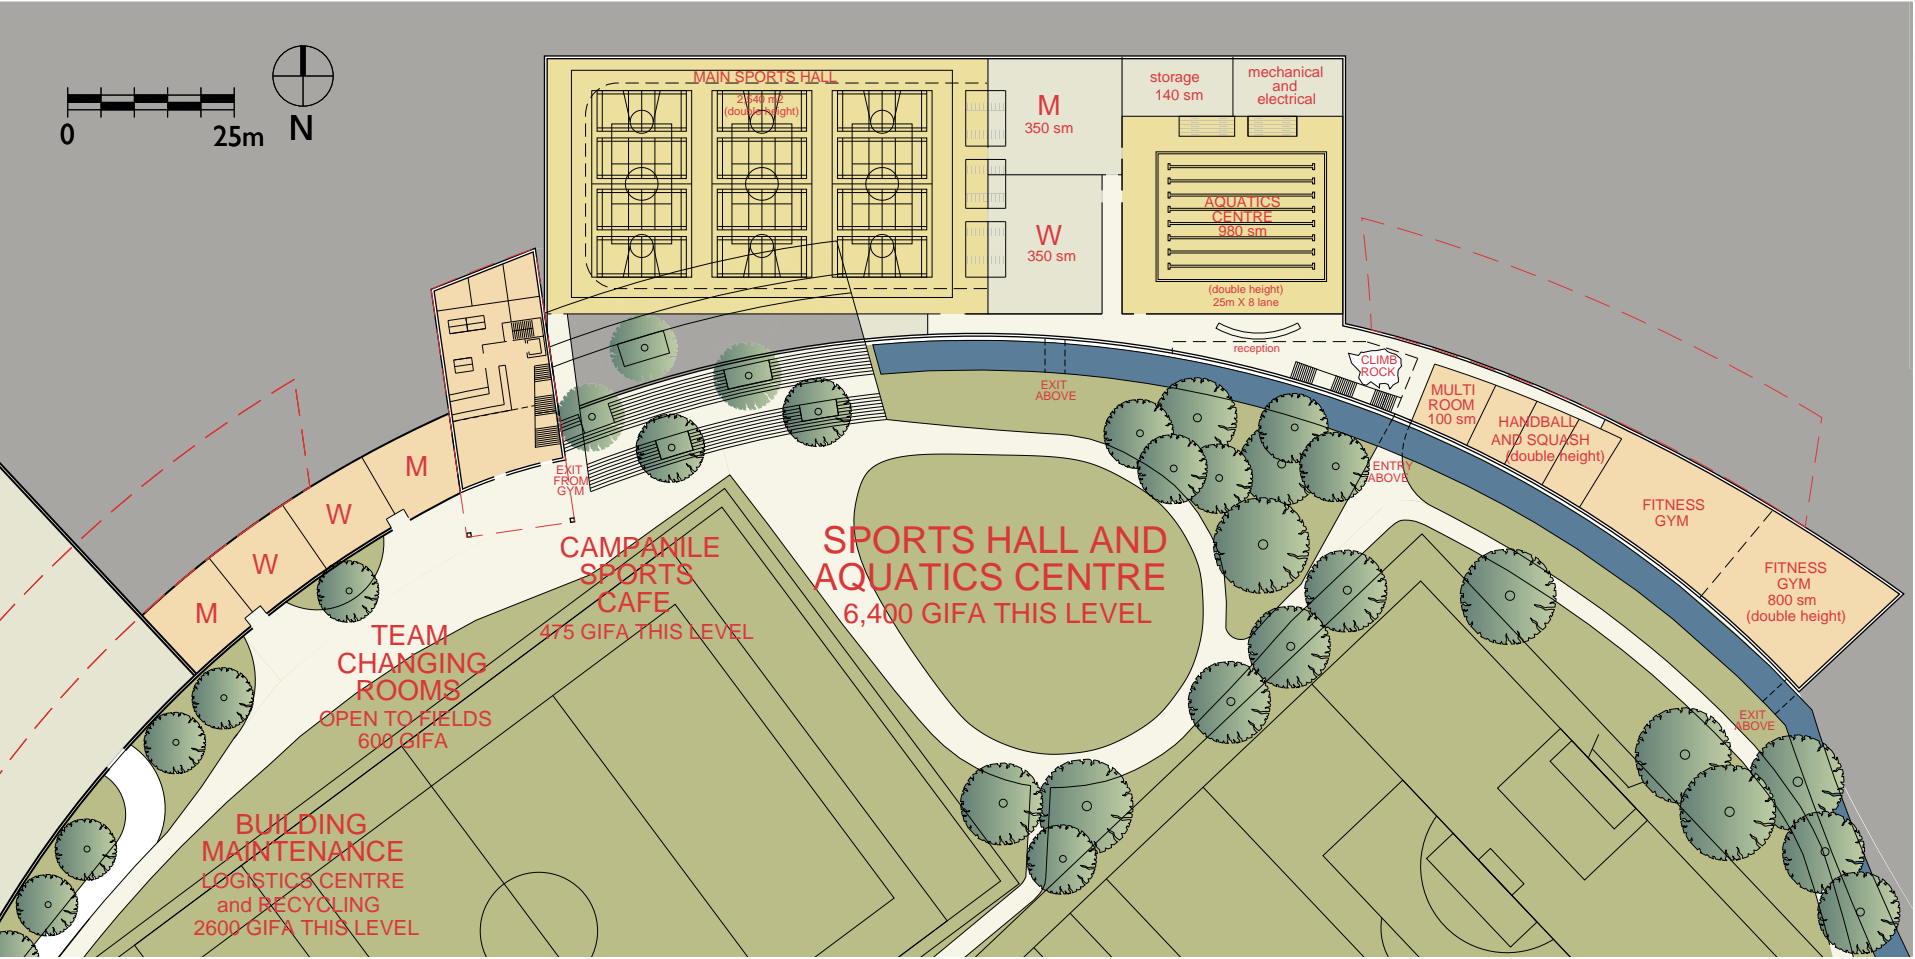 0
25m
N
MAIN SPORTS HALL
2,540 m2
(double height)
M
350 sm
W
350 sm
storage
140 sm
mechanical
and
electrical
AQUATICS
CENTRE
980 sm
(double height)
25m X 8 lane
reception
CLIMB
ROCK
EXIT
ABOVE
MULTI
ROOM
100 sm
HANDBALL
AND SQUASH
(double height)
ENTRY
ABOVE
FITNESS
GYM
FITNESS
GYM
800 sm
(double height)
EXIT
ABOVE
M
W
W
M
EXIT
FROM
GYM
SPORTS HALL AND
AQUATICS CENTRE
6,400 GIFA THIS LEVEL
CAMPANILE
SPORTS
CAFE
475 GIFA THIS LEVEL
TEAM
CHANGING
ROOMS
OPEN TO FIELDS
600 GIFA
BUILDING
MAINTENANCE
LOGISTICS CENTRE
and RECYCLING
2600 GIFA THIS LEVEL